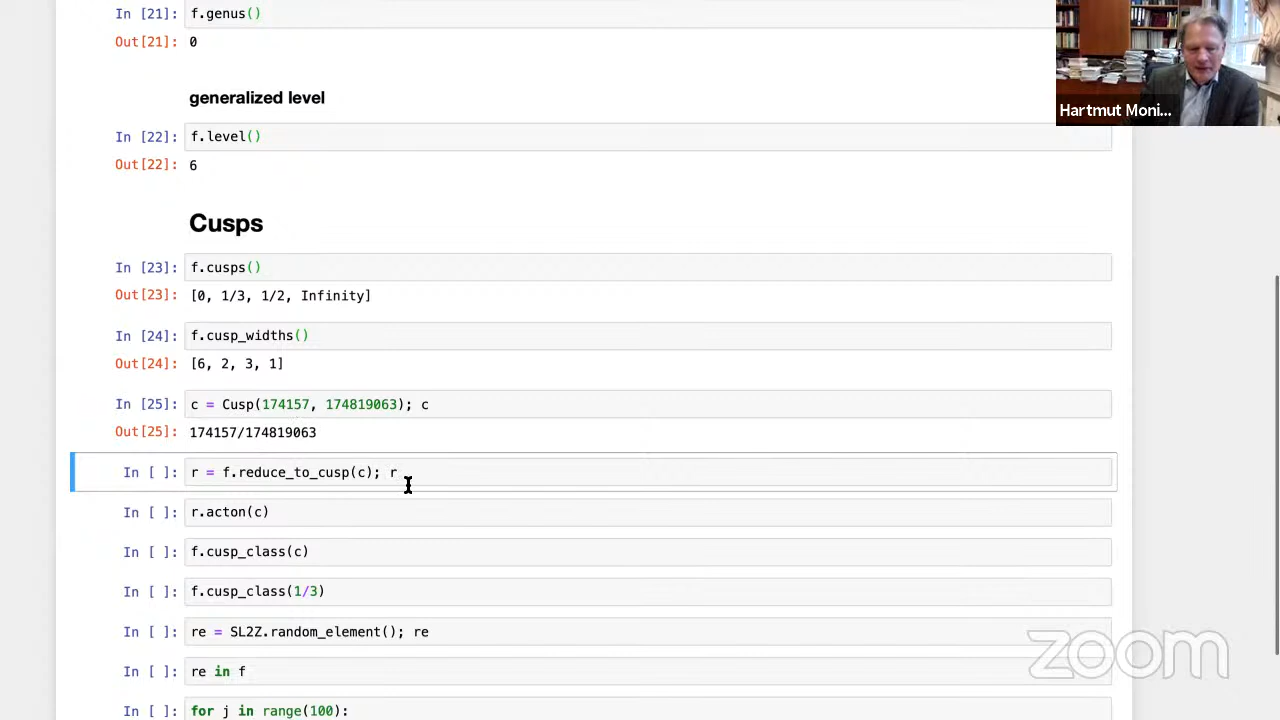 In [21]: f.genus()
Out[21]: 0
generalized level
In [22]: f.level()
Out[22]: 6
Cusps
In [23]: f.cusps()
Out[23]: [0, 1/3, 1/2, Infinity]
In [24]: f.cusp_widths()
Out[24]: [6, 2, 3, 1]
In [25]: c = Cusp(174157, 174819063); c
Out[25]: 174157/174819063
In [ ]: r = f.reduce_to_cusp(c); r
In [ ]: r.acton(c)
In [ ]: f.cusp_class(c)
In [ ]: f.cusp_class(1/3)
In [ ]: re = SL2Z.random_element(); re
In [ ]: re in f
In [ ]: for j in range(100):
Hartmut Moni...
zoom